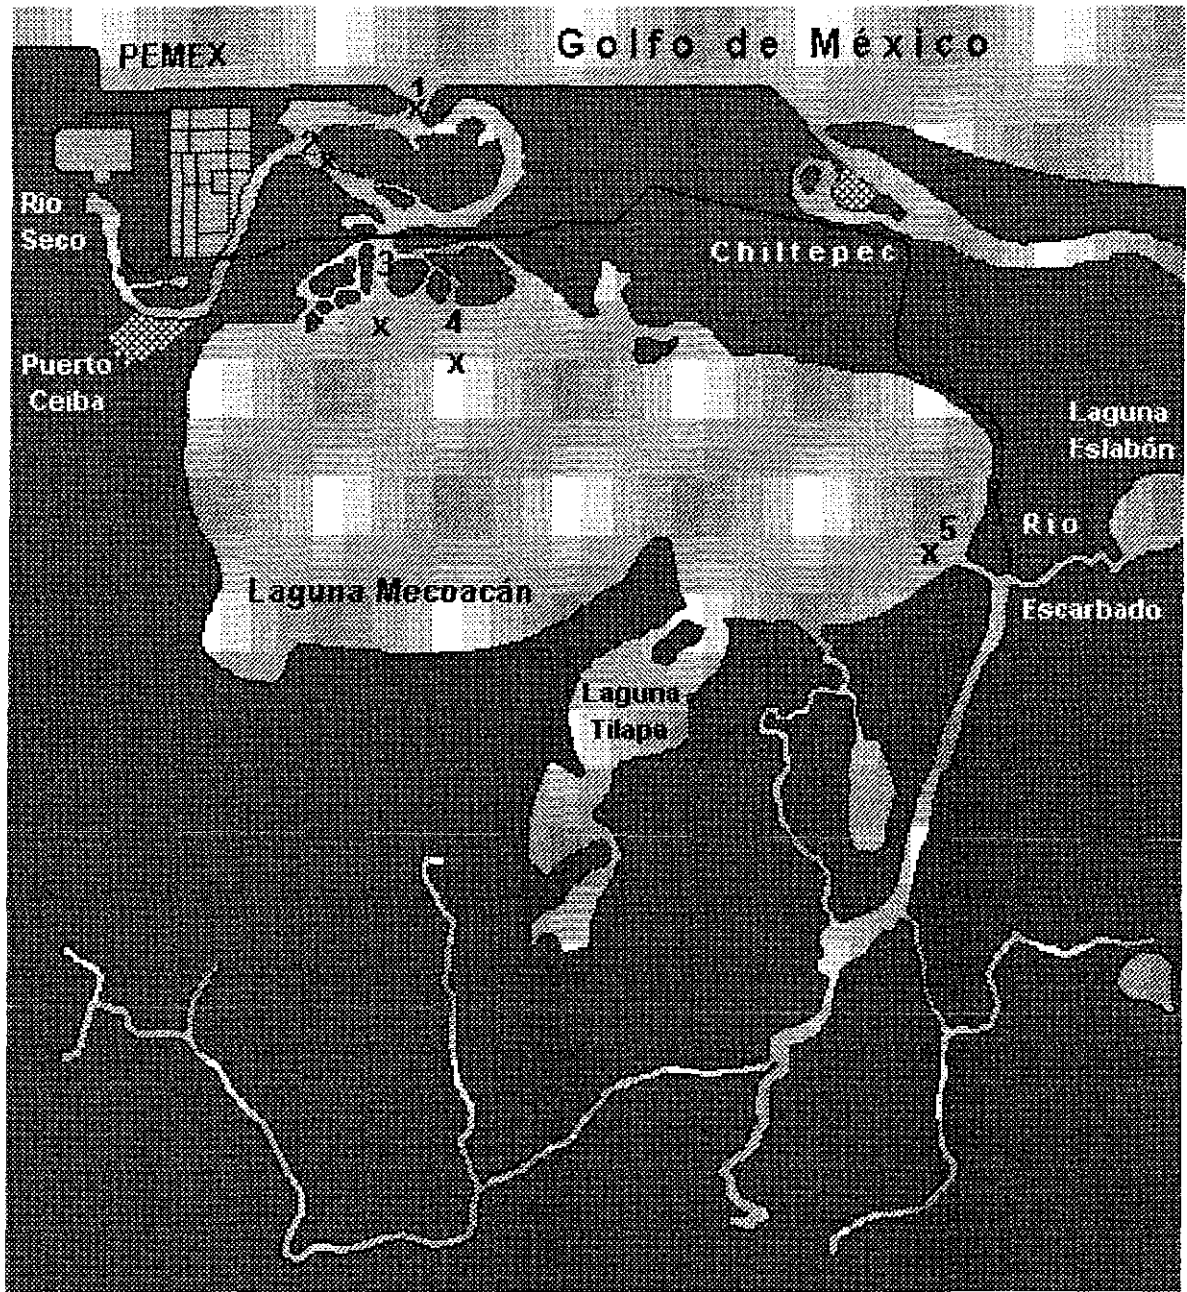 Golfo de México
PEMEX
1
x
2
x
Rio
Seco
3
Chiltepec
x
4
x
Puerto
Ceiba
Laguna
Eslabón
5
x
Rio
Laguna Mecoacán
Escarbado
Laguna
Tilapa